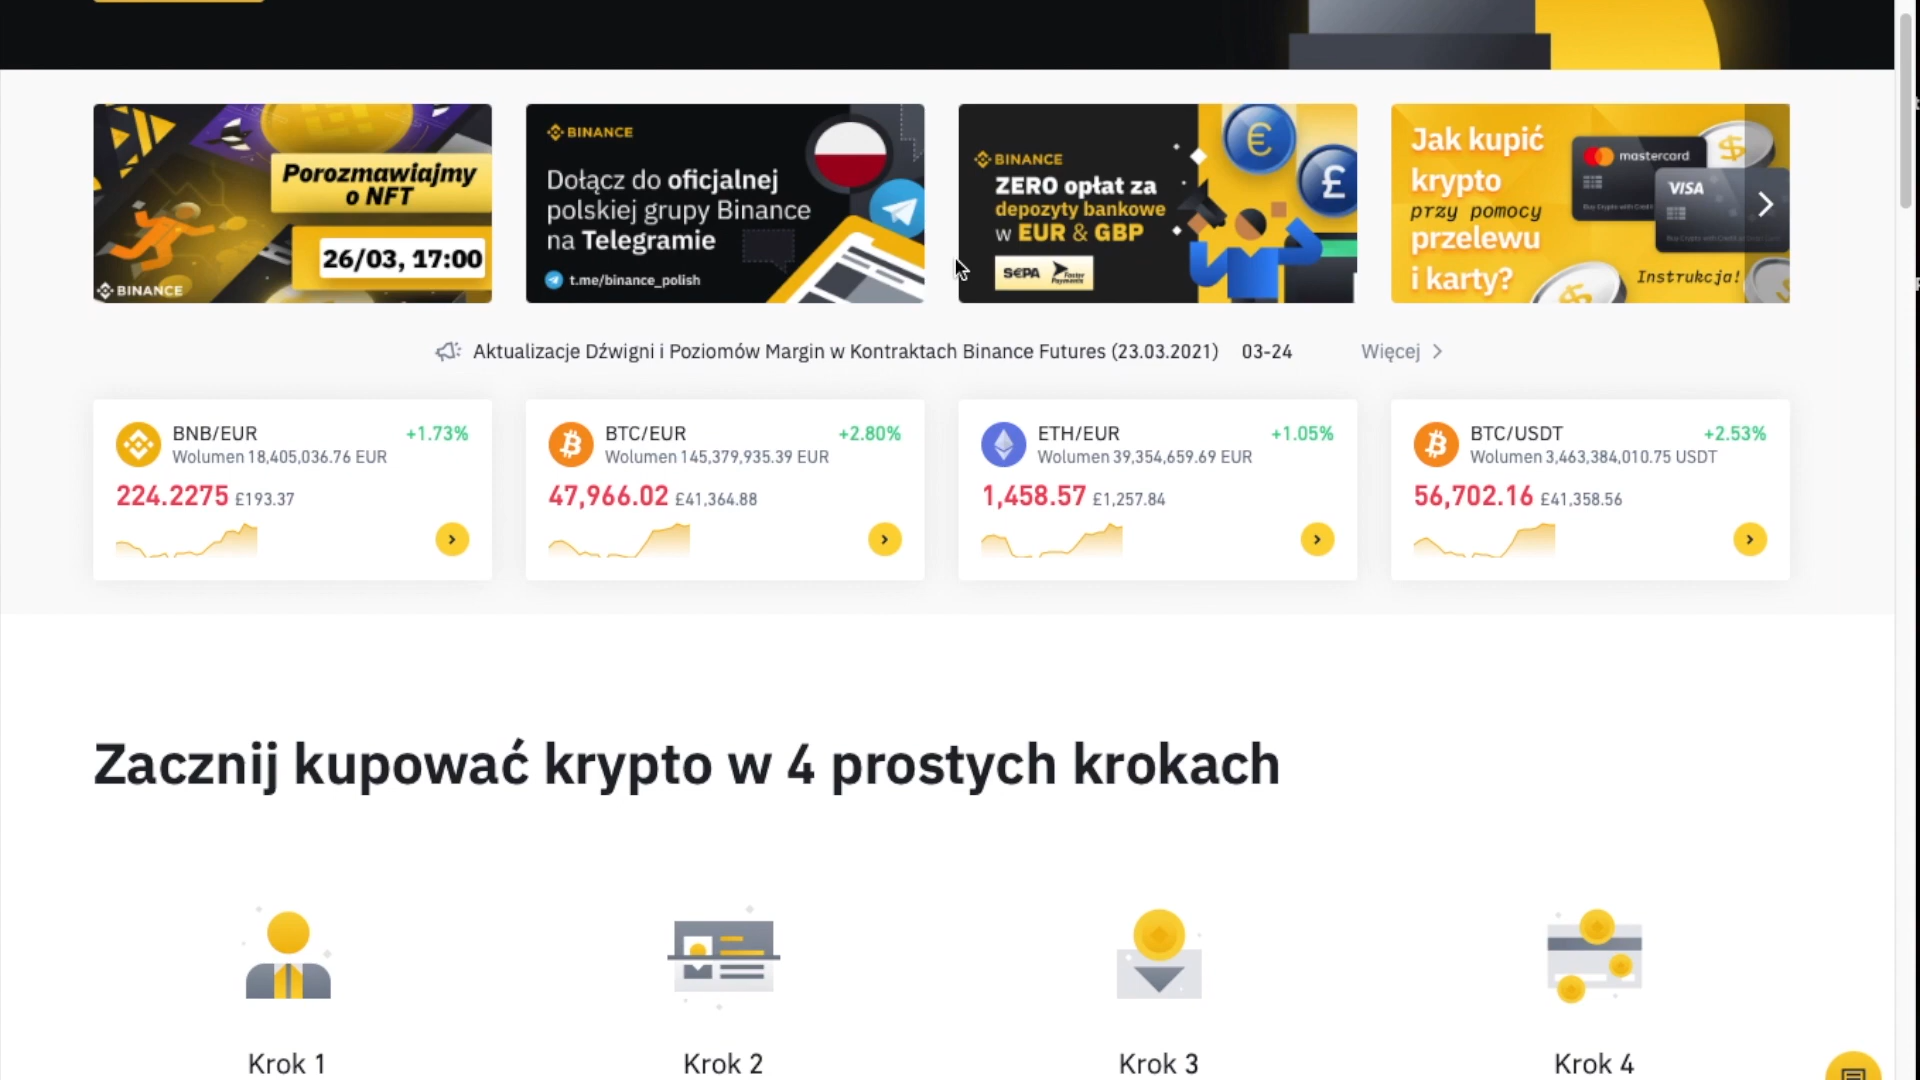 Porozmawiajmy
o NFT
26/03, 17:00
BINANCE
BINANCE
Dołącz do oficjalnej
polskiej grupy Binance
na Telegramie
t.me/binance_polish
BINANCE
ZERO opłat za
depozyty bankowe
w EUR & GBP
SEPA Faster Payments
Jak kupić
krypto
przy pomocy
przelewu
i karty?
Instrukcja!
mastercard
VISA
Aktualizacje Dźwigni i Poziomów Margin w Kontraktach Binance Futures (23.03.2021) 03-24 Więcej
BNB/EUR +1.73%
Wolumen 18,405,036.76 EUR
224.2275 £193.37
BTC/EUR +2.80%
Wolumen 145,379,935.39 EUR
47,966.02 £41,364.88
ETH/EUR +1.05%
Wolumen 39,354,659.69 EUR
1,458.57 £1,257.84
BTC/USDT +2.53%
Wolumen 3,463,384,010.75 USDT
56,702.16 £41,358.56
Zacznij kupować krypto w 4 prostych krokach
Krok 1
Krok 2
Krok 3
Krok 4